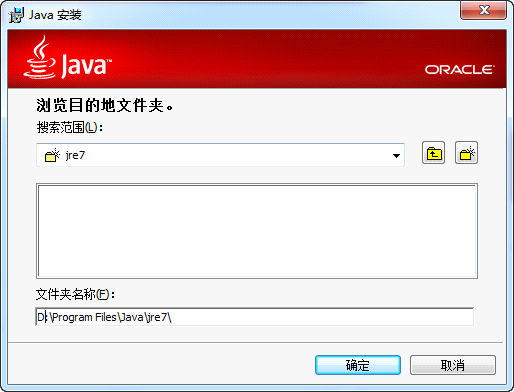 Java 安装
Java™
ORACLE
浏览目的地文件夹。
搜索范围(L):
jre7
文件夹名称(F):
D:\Program Files\Java\jre7\
确定
取消